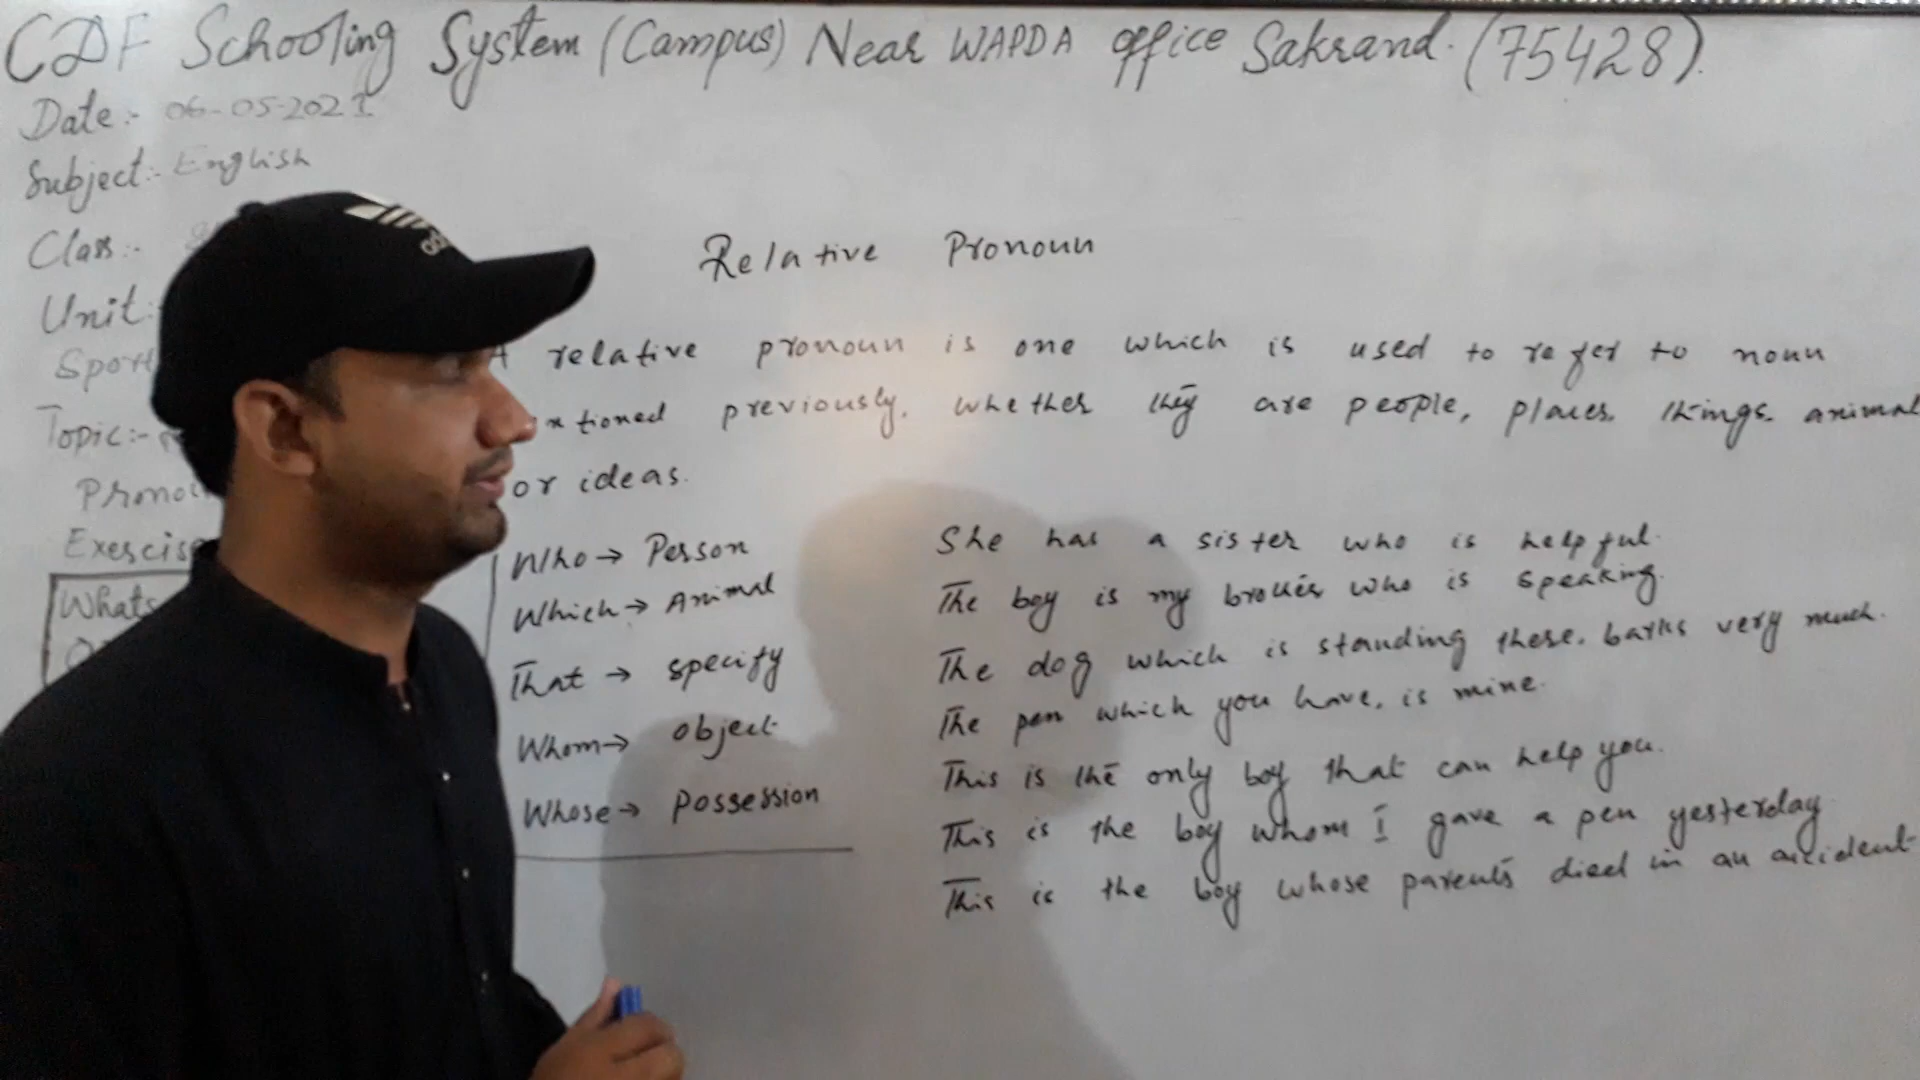 CDF Schooling System (Campus) Near WAPDA office Sakrand. (75428).
Date:- 06-05-2021
Subject:- English
Class:-
Unit:-
Topic:-
Relative Pronoun
A relative pronoun is one which is used to refer to noun
previously, whether they are people, places, things, animal
or ideas.
Who → Person
Which → Animal
That → specify
Whom → object
Whose → Possession
She has a sister who is helpful.
The boy is my brother who is speaking.
The dog which is standing there, barks very much.
The pen which you have, is mine.
This is the only boy that can help you.
This is the boy whom I gave a pen yesterday.
This is the boy whose parents died in an accident